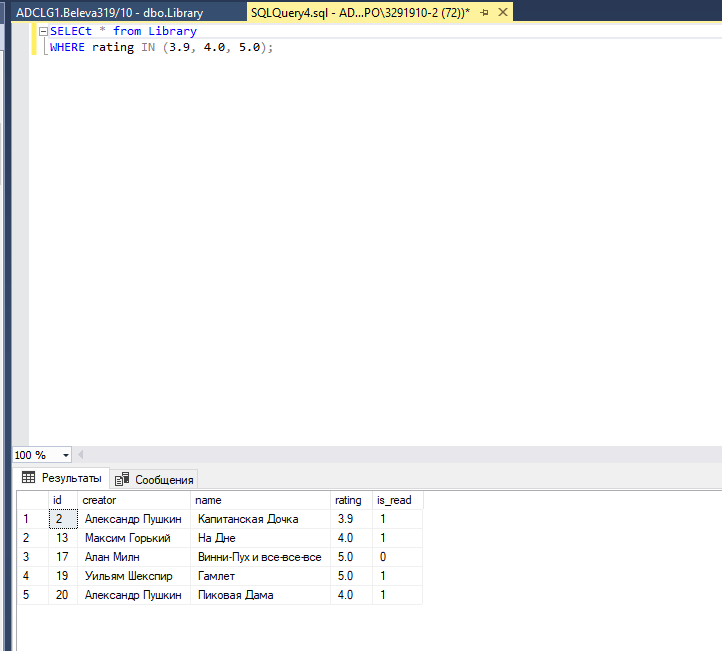 ADCLG1.Beleva319/10 - dbo.Library
SQLQuery4.sql - AD...PO\3291910-2 (72))*
SELECt * from Library
WHERE rating IN (3.9, 4.0, 5.0);
100 %
Результаты
Сообщения
id creator name rating is_read
1 2 Александр Пушкин Капитанская Дочка 3.9 1
2 13 Максим Горький На Дне 4.0 1
3 17 Алан Милн Винни-Пух и все-все-все 5.0 0
4 19 Уильям Шекспир Гамлет 5.0 1
5 20 Александр Пушкин Пиковая Дама 4.0 1